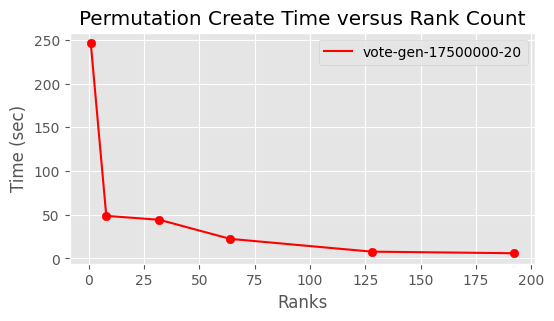 Permutation Create Time versus Rank Count
250
200
150
100
50
0
Time (sec)
vote-gen-17500000-20
0 25 50 75 100 125 150 175 200
Ranks